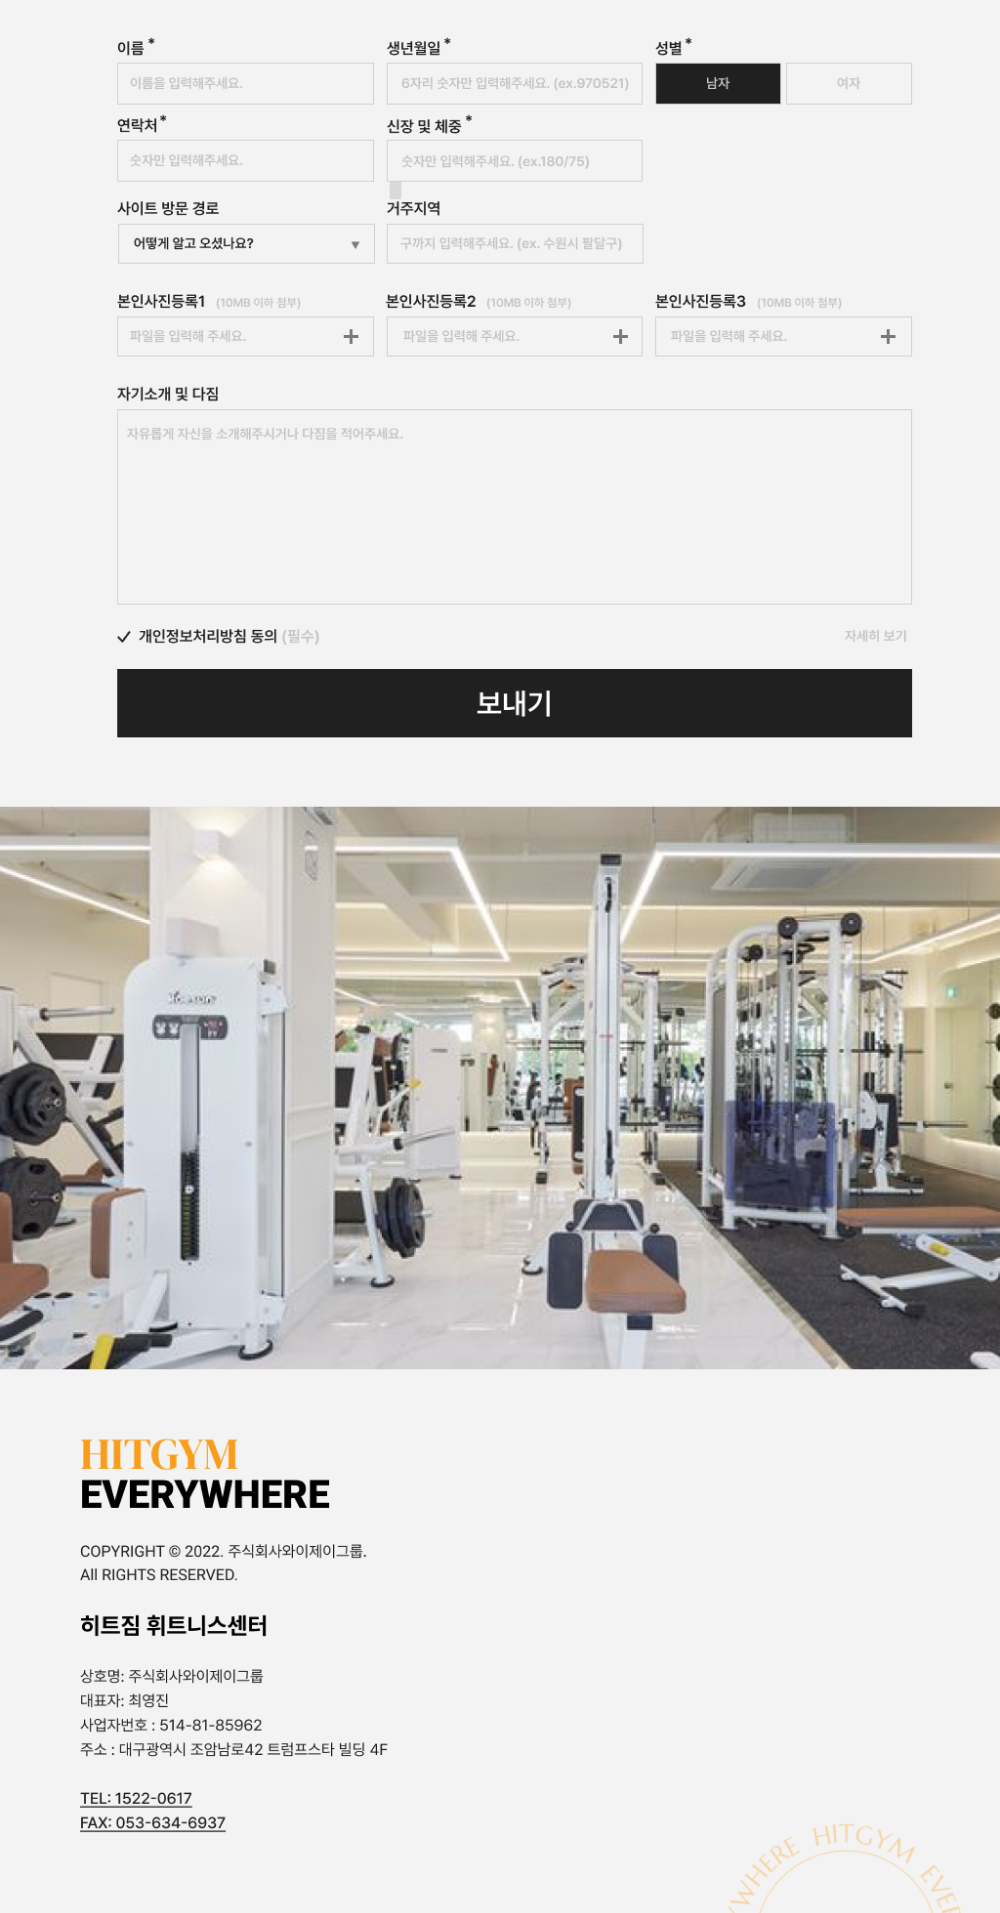 이름 *
생년월일 *
성별 *
이름을 입력해주세요.
6자리 숫자만 입력해주세요. (ex.970521)
남자
여자
연락처 *
신장 및 체중 *
숫자만 입력해주세요.
숫자만 입력해주세요. (ex.180/75)
사이트 방문 경로
거주지역
어떻게 알고 오셨나요? ▼
구까지 입력해주세요. (ex. 수원시 팔달구)
본인사진등록1 (10MB 이하 첨부)
본인사진등록2 (10MB 이하 첨부)
본인사진등록3 (10MB 이하 첨부)
파일을 입력해 주세요. +
파일을 입력해 주세요. +
파일을 입력해 주세요. +
자기소개 및 다짐
자유롭게 자신을 소개해주시거나 다짐을 적어주세요.
개인정보처리방침 동의 (필수)
자세히 보기
보내기
HITGYM
EVERYWHERE
COPYRIGHT © 2022. 주식회사와이제이그룹.
All RIGHTS RESERVED.
히트짐 휘트니스센터
상호명: 주식회사와이제이그룹
대표자: 최영진
사업자번호 : 514-81-85962
주소 : 대구광역시 조암남로42 트럼프스타 빌딩 4F
TEL: 1522-0617
FAX: 053-634-6937
YWHERE HITGYM EVER